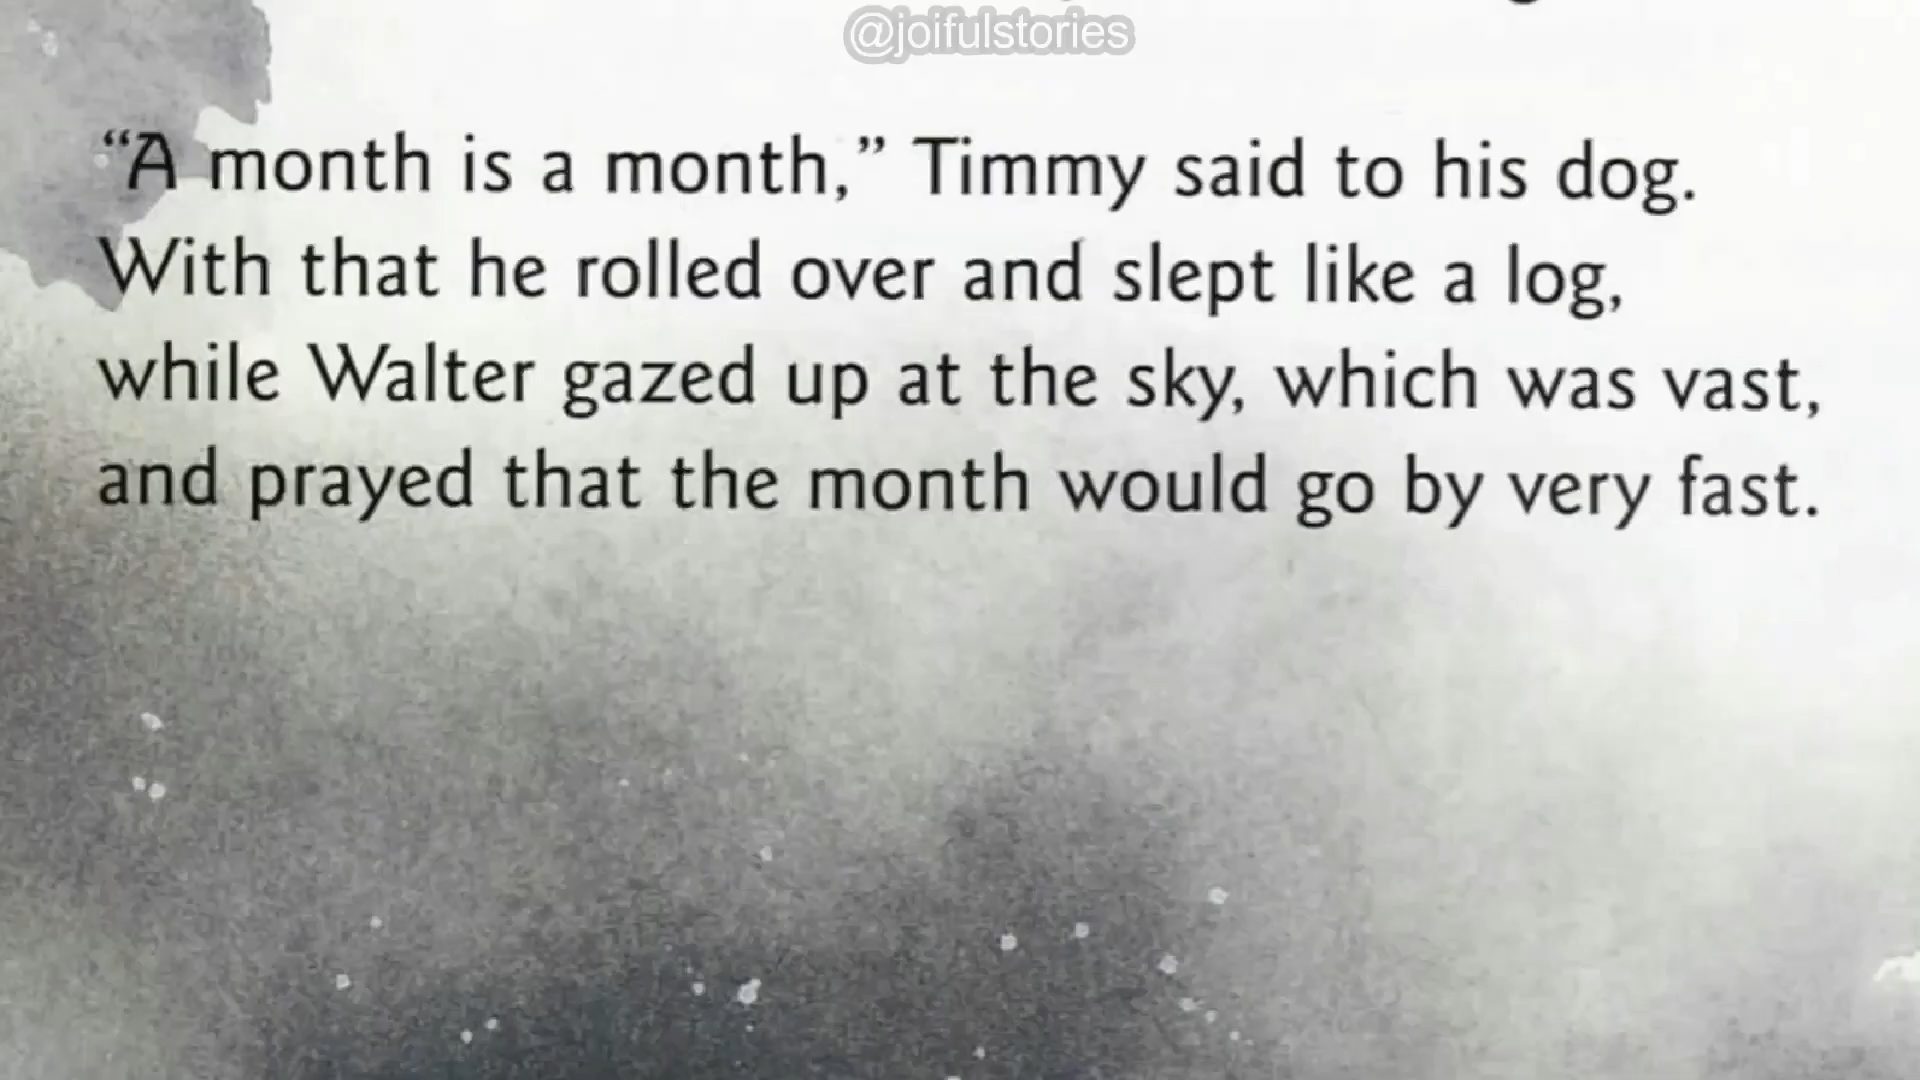 @joifulstories
“A month is a month,” Timmy said to his dog.
With that he rolled over and slept like a log,
while Walter gazed up at the sky, which was vast,
and prayed that the month would go by very fast.